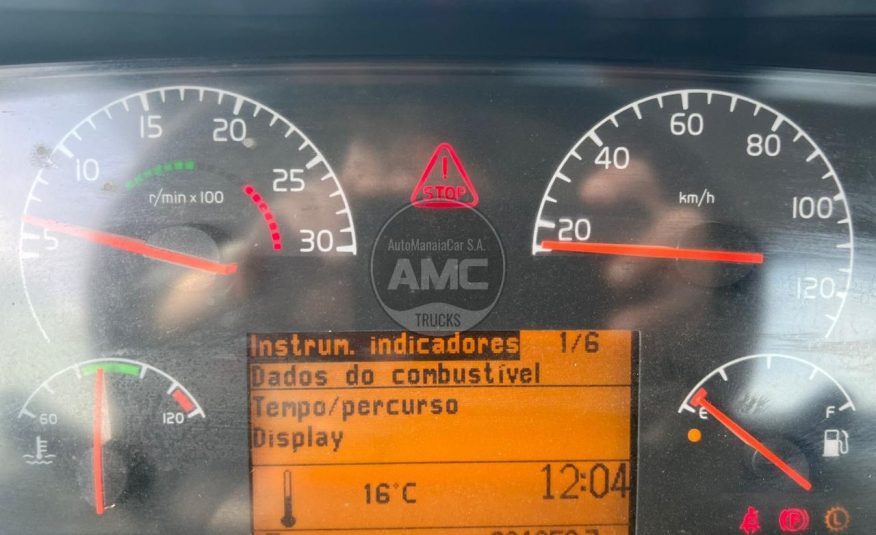 5
10
15
20
25
30
r/min x 100
STOP
AutoManaiaCar S.A.
AMC
TRUCKS
20
40
60
80
100
120
km/h
Instrum. indicadores 1/6
Dados do combustível
Tempo/percurso
Display
16°C 12:04
60
120
E
F
P
L